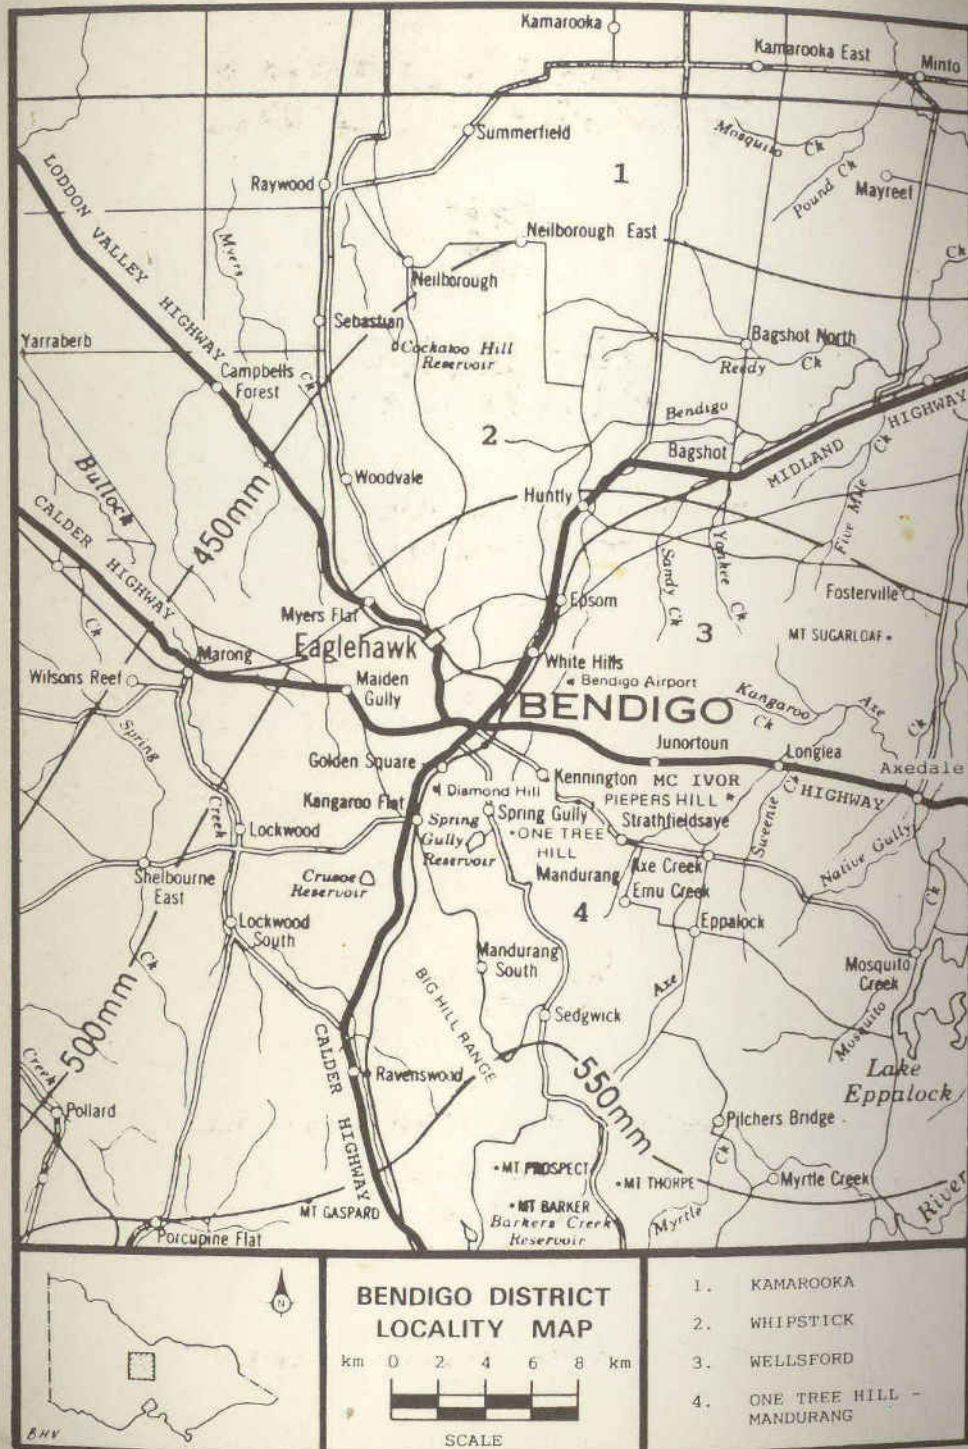 Kamarooka
Kamarooka East
Minto
Summerfield
Mosquito Ck
1
Raywood
Pound Ck
Mayreef
LODDON VALLEY HIGHWAY
Myers
Neilborough East
Ck
Neilborough
Sebastian
Yarraberb
Cockatoo Hill
Reservoir
Bagshot North
Reedy Ck
Campbells
Forest
Ck
Bendigo
HIGHWAY
2
Bagshot
MIDLAND
Ck
Bullock
Woodvale
Huntly
450mm
CALDER HIGHWAY
Five Mile
Sandy Ck
Yankee Ck
Epsom
Fosterville
Ck
Myers Flat
3
MT SUGARLOAF
Eaglehawk
Marong
White Hills
Wilsons Reef
Maiden
Gully
Bendigo Airport
Kangaroo
Ck
Axe
BENDIGO
Ck
Spring
Junortoun
Longlea
Golden Square
Kennington
MC IVOR
Axedale
Diamond Hill
Ck
HIGHWAY
Kangaroo Flat
PIEPERS HILL
Creek
Spring
Gully
Reservoir
Spring Gully
Strathfieldsaye
Sweenie
Lockwood
ONE TREE
HILL
Native Gully
Shelbourne
East
Crusoe
Reservoir
Mandurang
Axe Creek
Emu Creek
Ck
4
Lockwood
South
Eppalock
Ck
Mandurang
South
Mosquito
Creek
Axe
BIG HILL RANGE
Sedgwick
Mosquito
500mm
CALDER HIGHWAY
550mm
Lake
Eppalock
Creek
Ravenswood
Pollard
Pilchers Bridge
Ck
MT PROSPECT
MT THORPE
Myrtle Creek
MT GASPARD
MT BARKER
Barkers Creek
Reservoir
Myrtle
River
Porcupine Flat
N
BHV
BENDIGO DISTRICT
LOCALITY MAP
km 0 2 4 6 8 km
SCALE
1. KAMAROOKA
2. WHIPSTICK
3. WELLSFORD
4. ONE TREE HILL -
MANDURANG